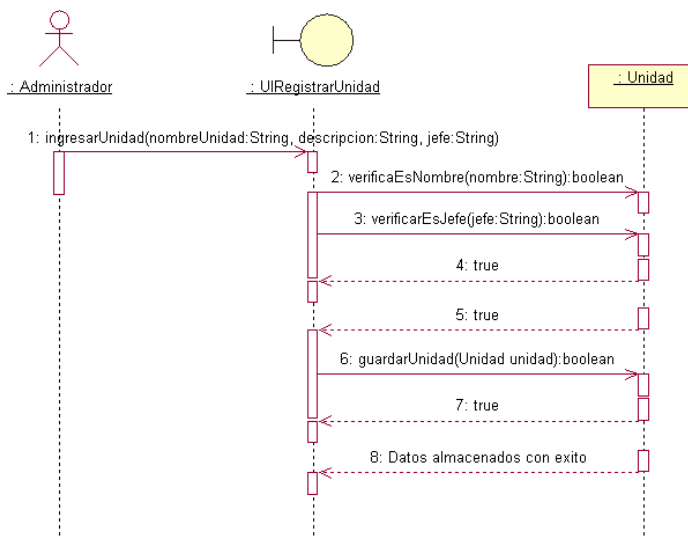 : Administrador
: UIRegistrarUnidad
: Unidad
1: ingresarUnidad(nombreUnidad:String, descripcion:String, jefe:String)
2: verificaEsNombre(nombre:String):boolean
3: verificarEsJefe(jefe:String):boolean
4: true
5: true
6: guardarUnidad(Unidad unidad):boolean
7: true
8: Datos almacenados con exito